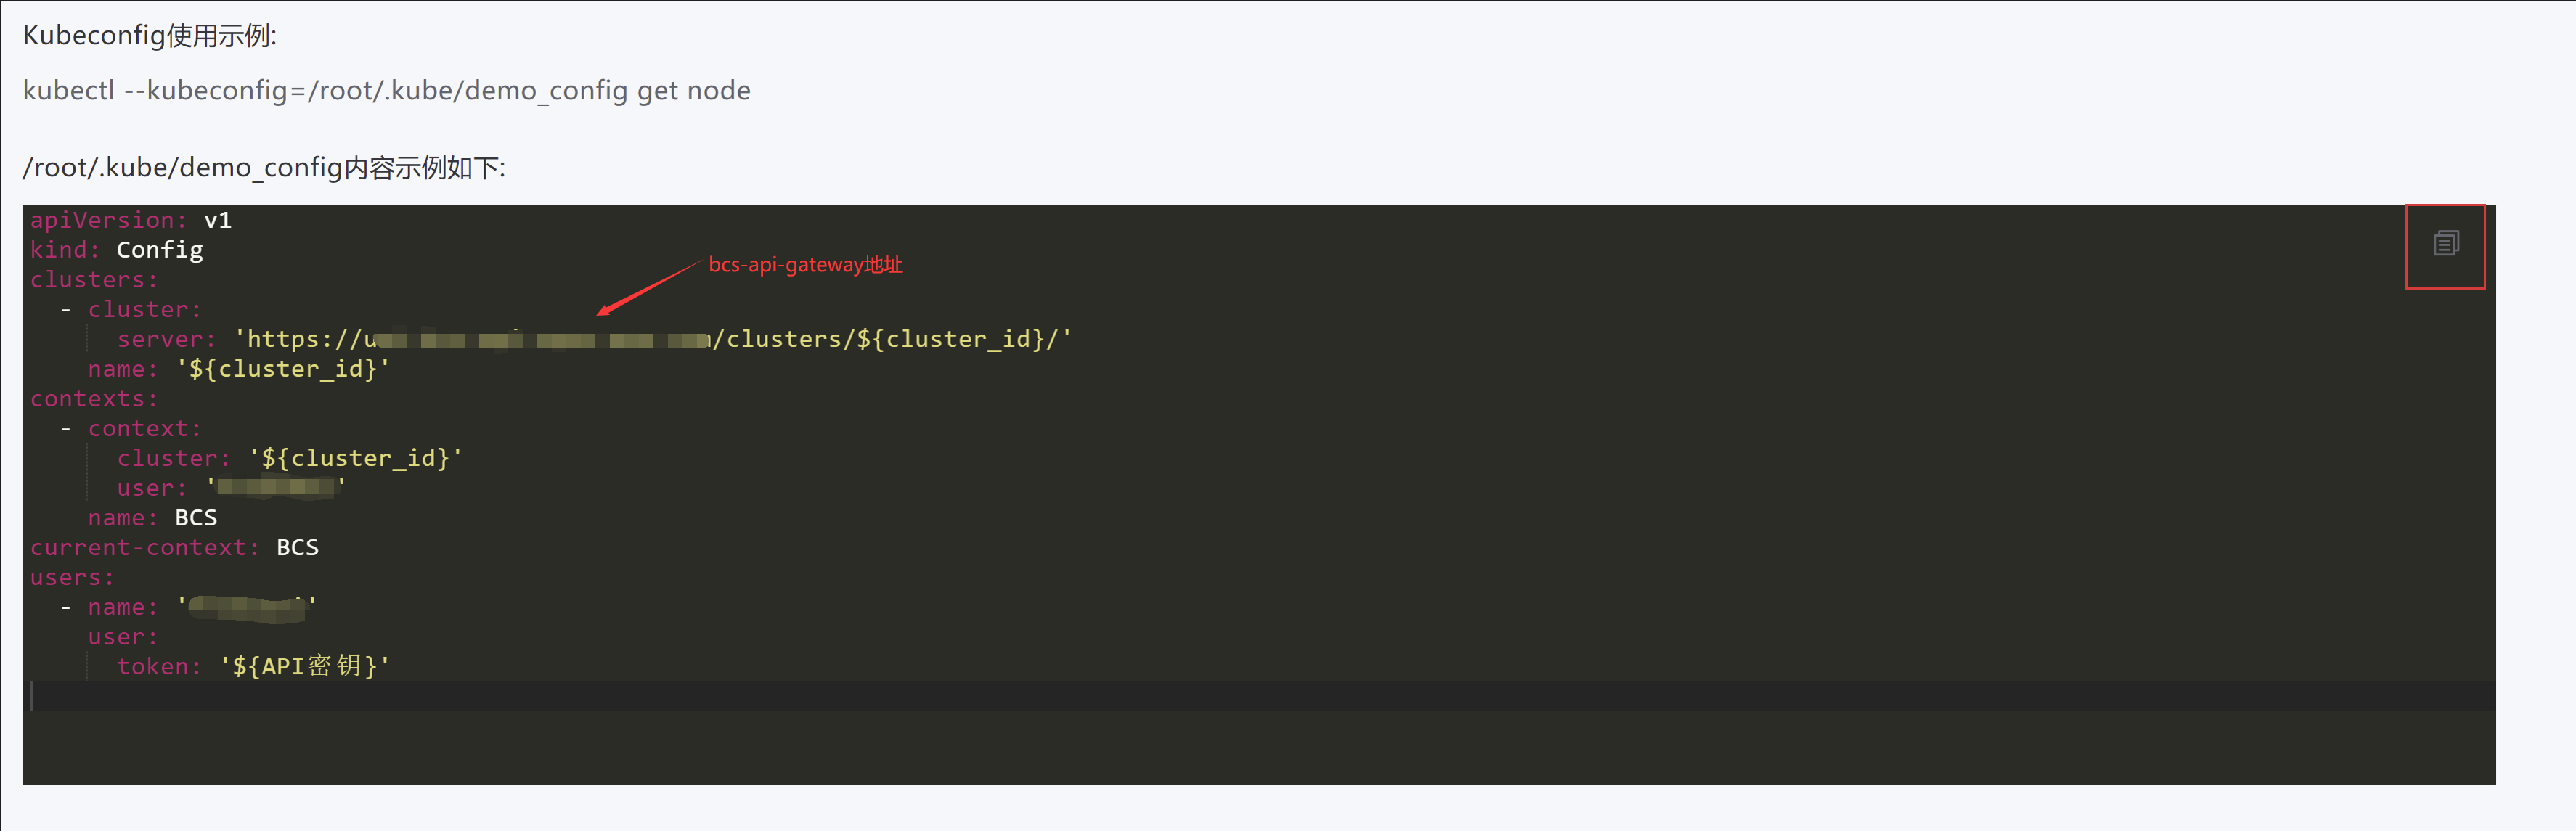 Kubeconfig使用示例:
kubectl --kubeconfig=/root/.kube/demo_config get node
/root/.kube/demo_config内容示例如下:
apiVersion: v1
kind: Config
clusters:
  - cluster:
bcs-api-gateway地址
      server: 'https:///clusters/${cluster_id}/'
    name: '${cluster_id}'
contexts:
  - context:
      cluster: '${cluster_id}'
      user: ''
    name: BCS
current-context: BCS
users:
  - name: ''
    user:
      token: '${API密钥}'